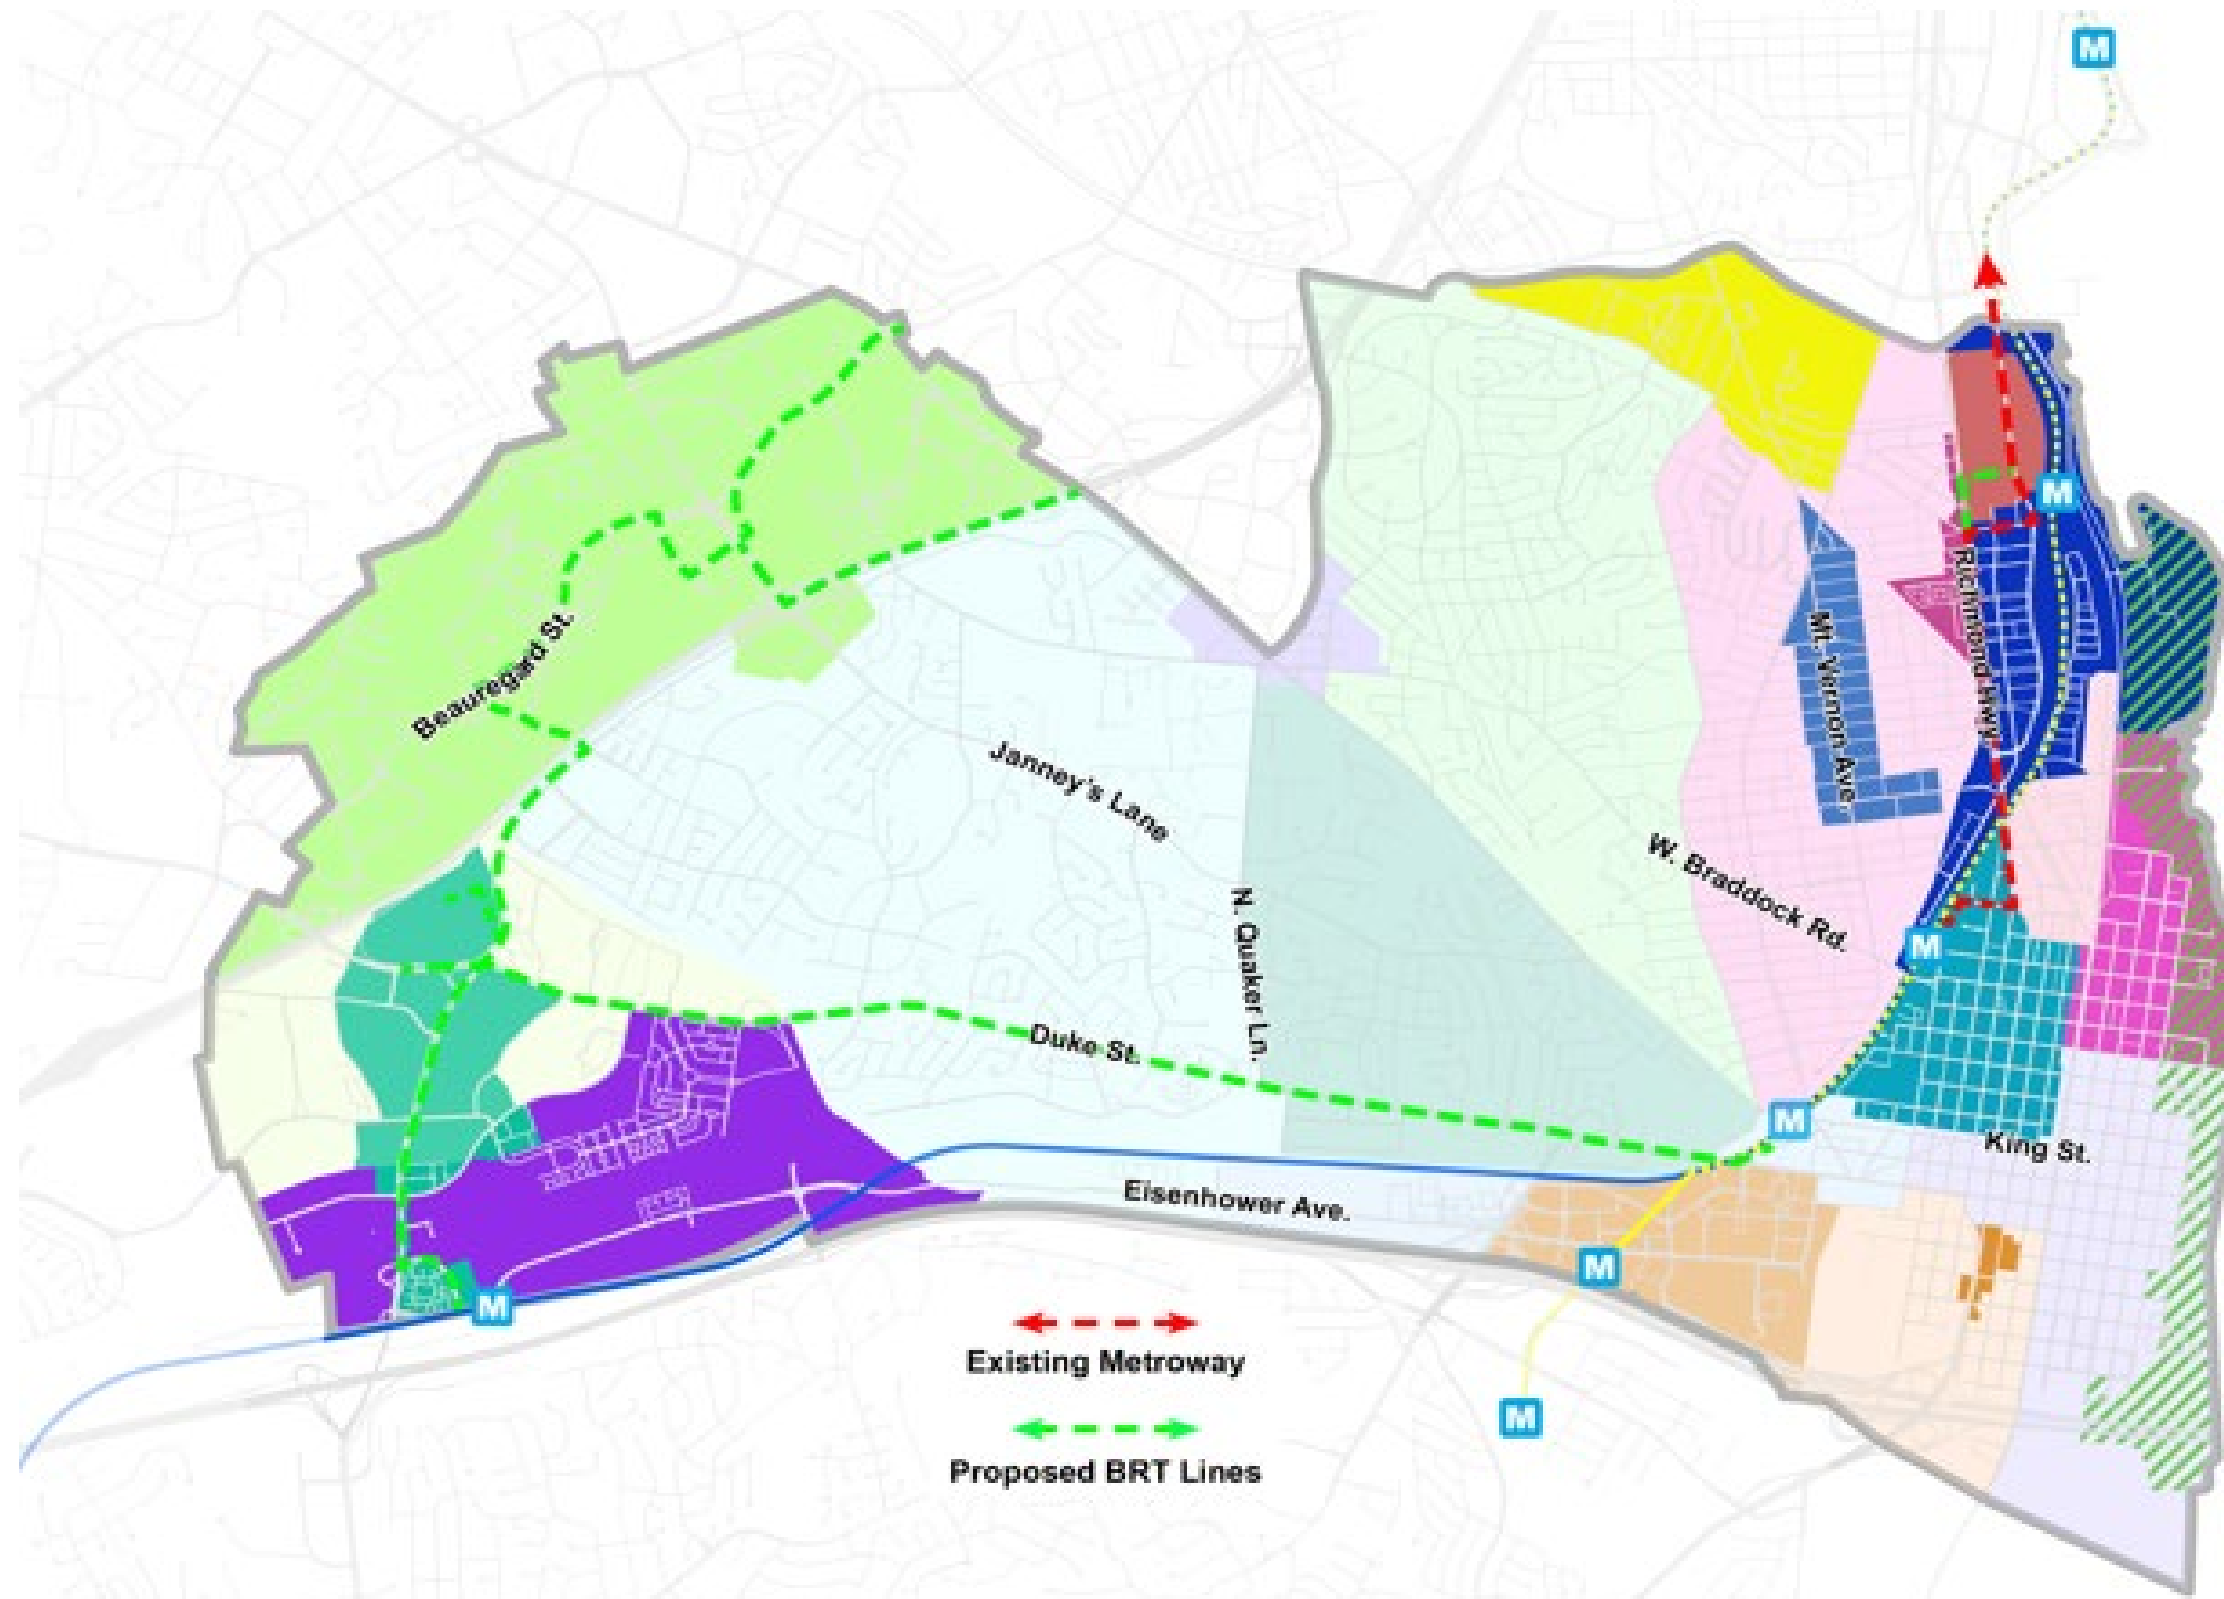 M
M
Beauregard St.
Richmond Hwy.
Mt. Vernon Ave.
Janney's Lane
W. Braddock Rd.
N. Quaker Ln.
M
Duke St.
M
King St.
Eisenhower Ave.
M
M
Existing Metroway
M
Proposed BRT Lines